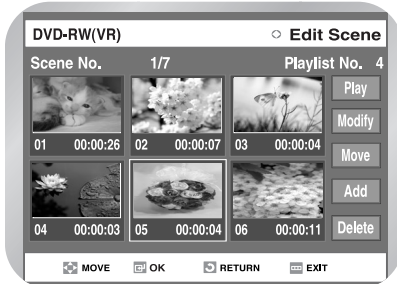 DVD-RW(VR) Edit Scene
Scene No. 1/7 Playlist No. 4
Play
Modify
01 00:00:26 02 00:00:07 03 00:00:04
Move
Add
Delete
04 00:00:03 05 00:00:04 06 00:00:11
MOVE OK RETURN EXIT